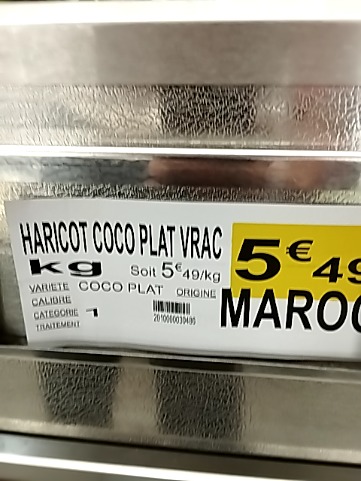 HARICOT COCO PLAT VRAC
kg Soit 5€49/kg
5€49
VARIETE COCO PLAT ORIGINE
MAROC
CALIBRE
CATEGORIE 1
TRAITEMENT